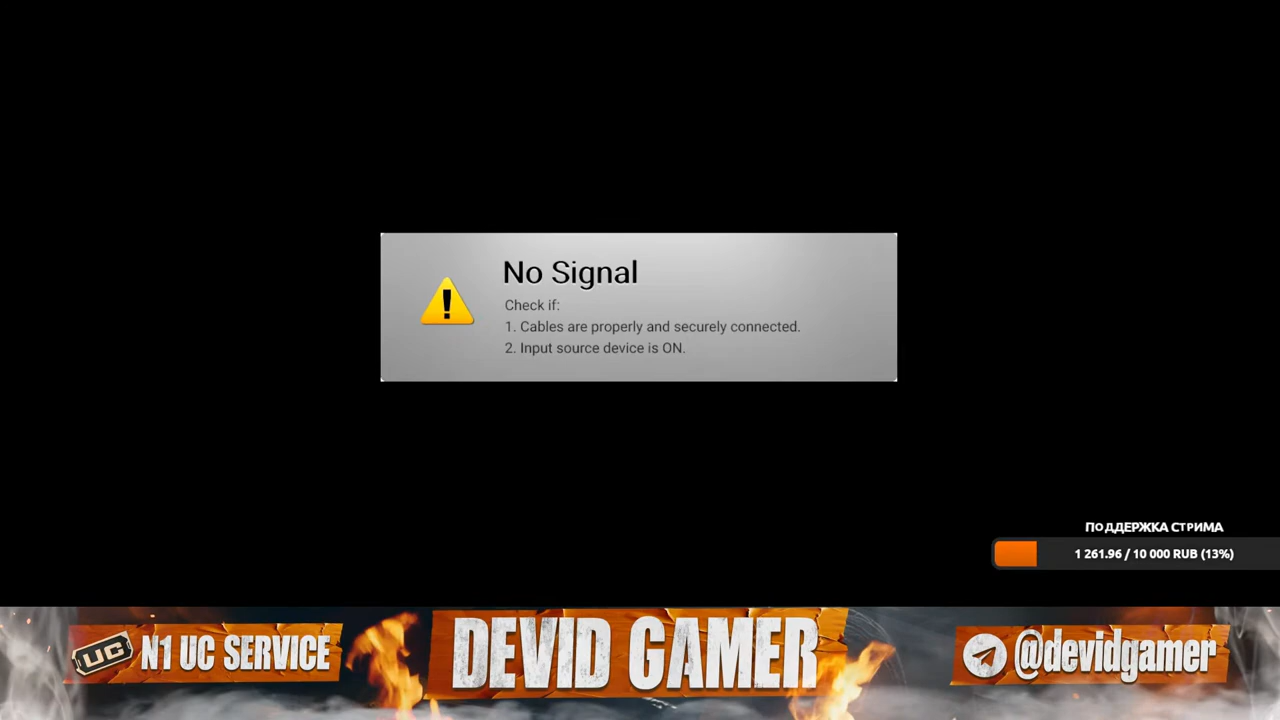 No Signal
Check if:
1. Cables are properly and securely connected.
2. Input source device is ON.
ПОДДЕРЖКА СТРИМА
1 261.96 / 10 000 RUB (13%)
UC N1 UC SERVICE
DEVID GAMER
@devidgamer